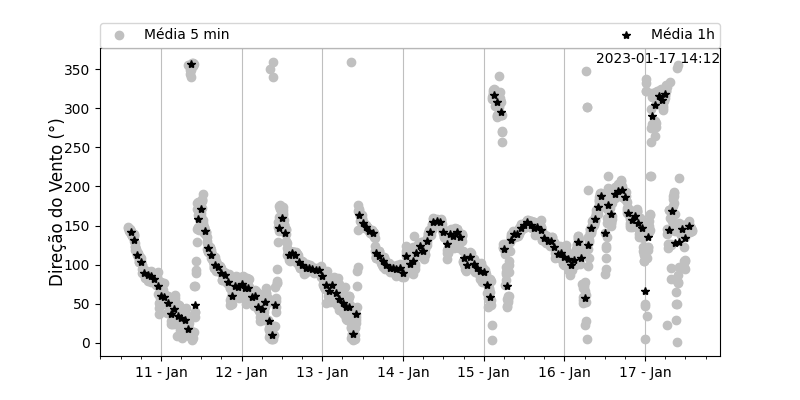 Média 5 min
Média 1h
2023-01-17 14:12
Direção do Vento (°)
350
300
250
200
150
100
50
0
11 - Jan
12 - Jan
13 - Jan
14 - Jan
15 - Jan
16 - Jan
17 - Jan